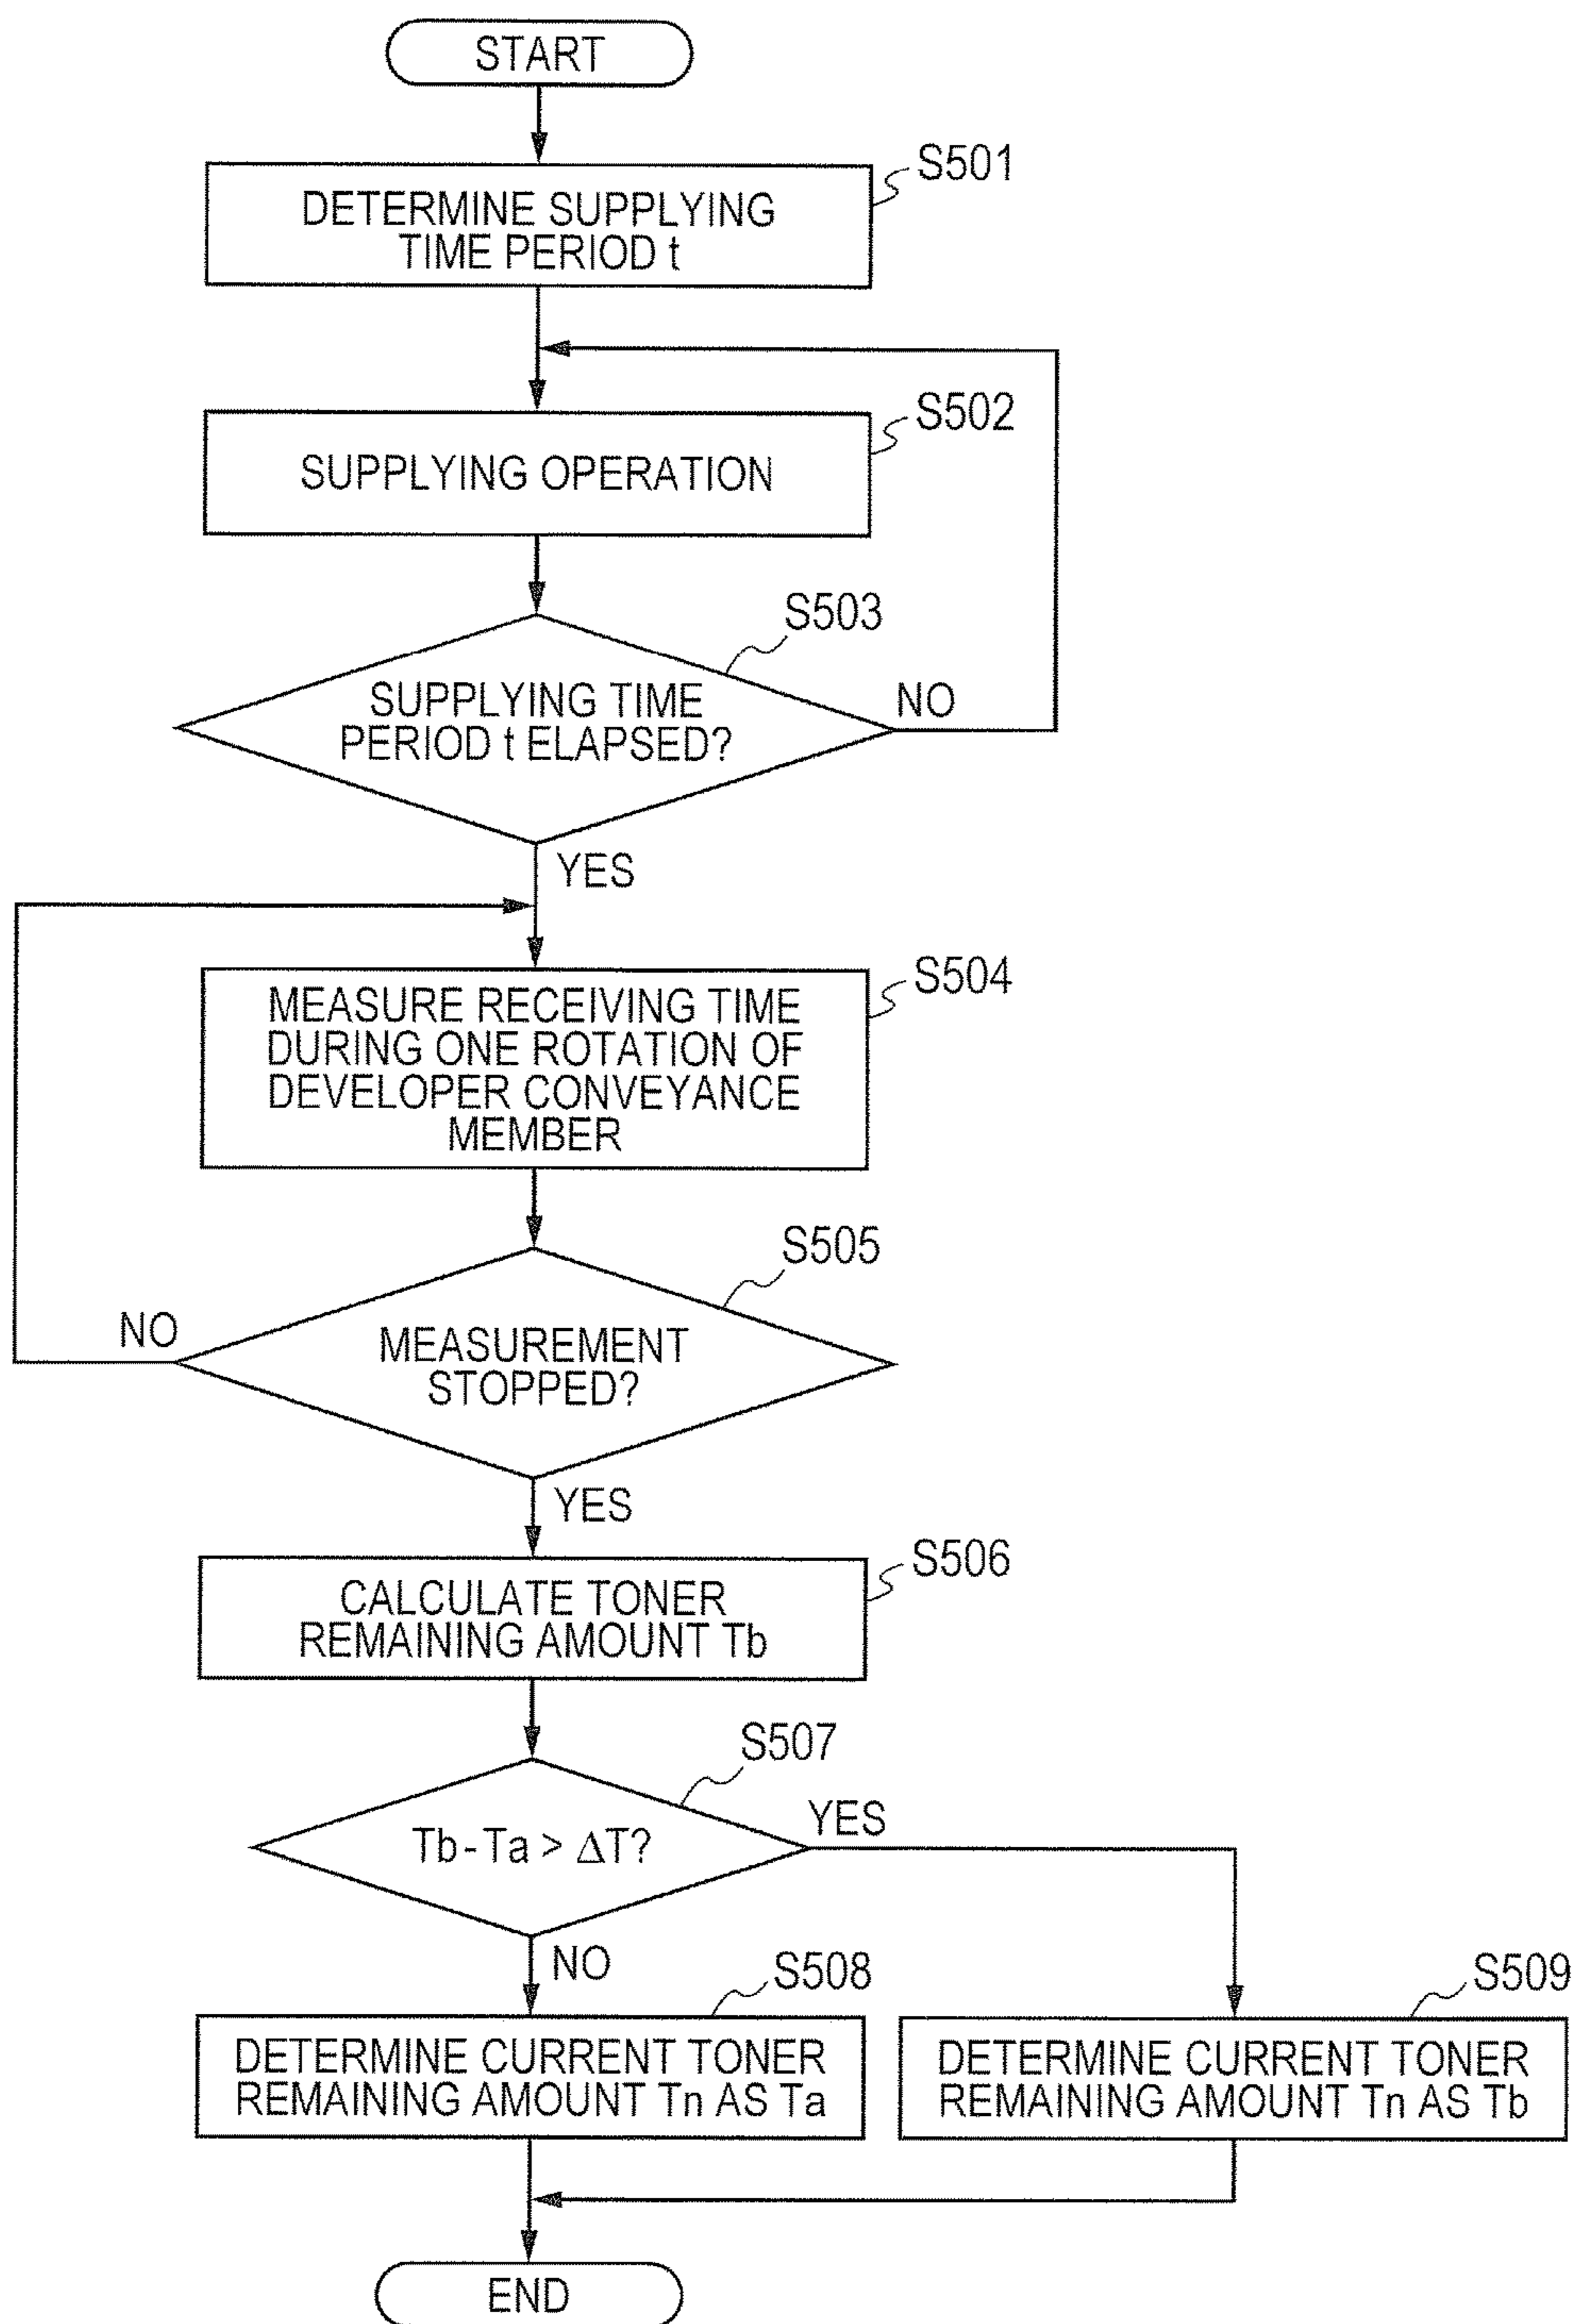 START
S501
DETERMINE SUPPLYING
TIME PERIOD t
S502
SUPPLYING OPERATION
S503
SUPPLYING TIME
PERIOD t ELAPSED?
NO
YES
S504
MEASURE RECEIVING TIME
DURING ONE ROTATION OF
DEVELOPER CONVEYANCE
MEMBER
S505
NO
MEASUREMENT
STOPPED?
YES
S506
CALCULATE TONER
REMAINING AMOUNT Tb
S507
Tb - Ta > ΔT?
YES
NO
S508
DETERMINE CURRENT TONER
REMAINING AMOUNT Tn AS Ta
S509
DETERMINE CURRENT TONER
REMAINING AMOUNT Tn AS Tb
END